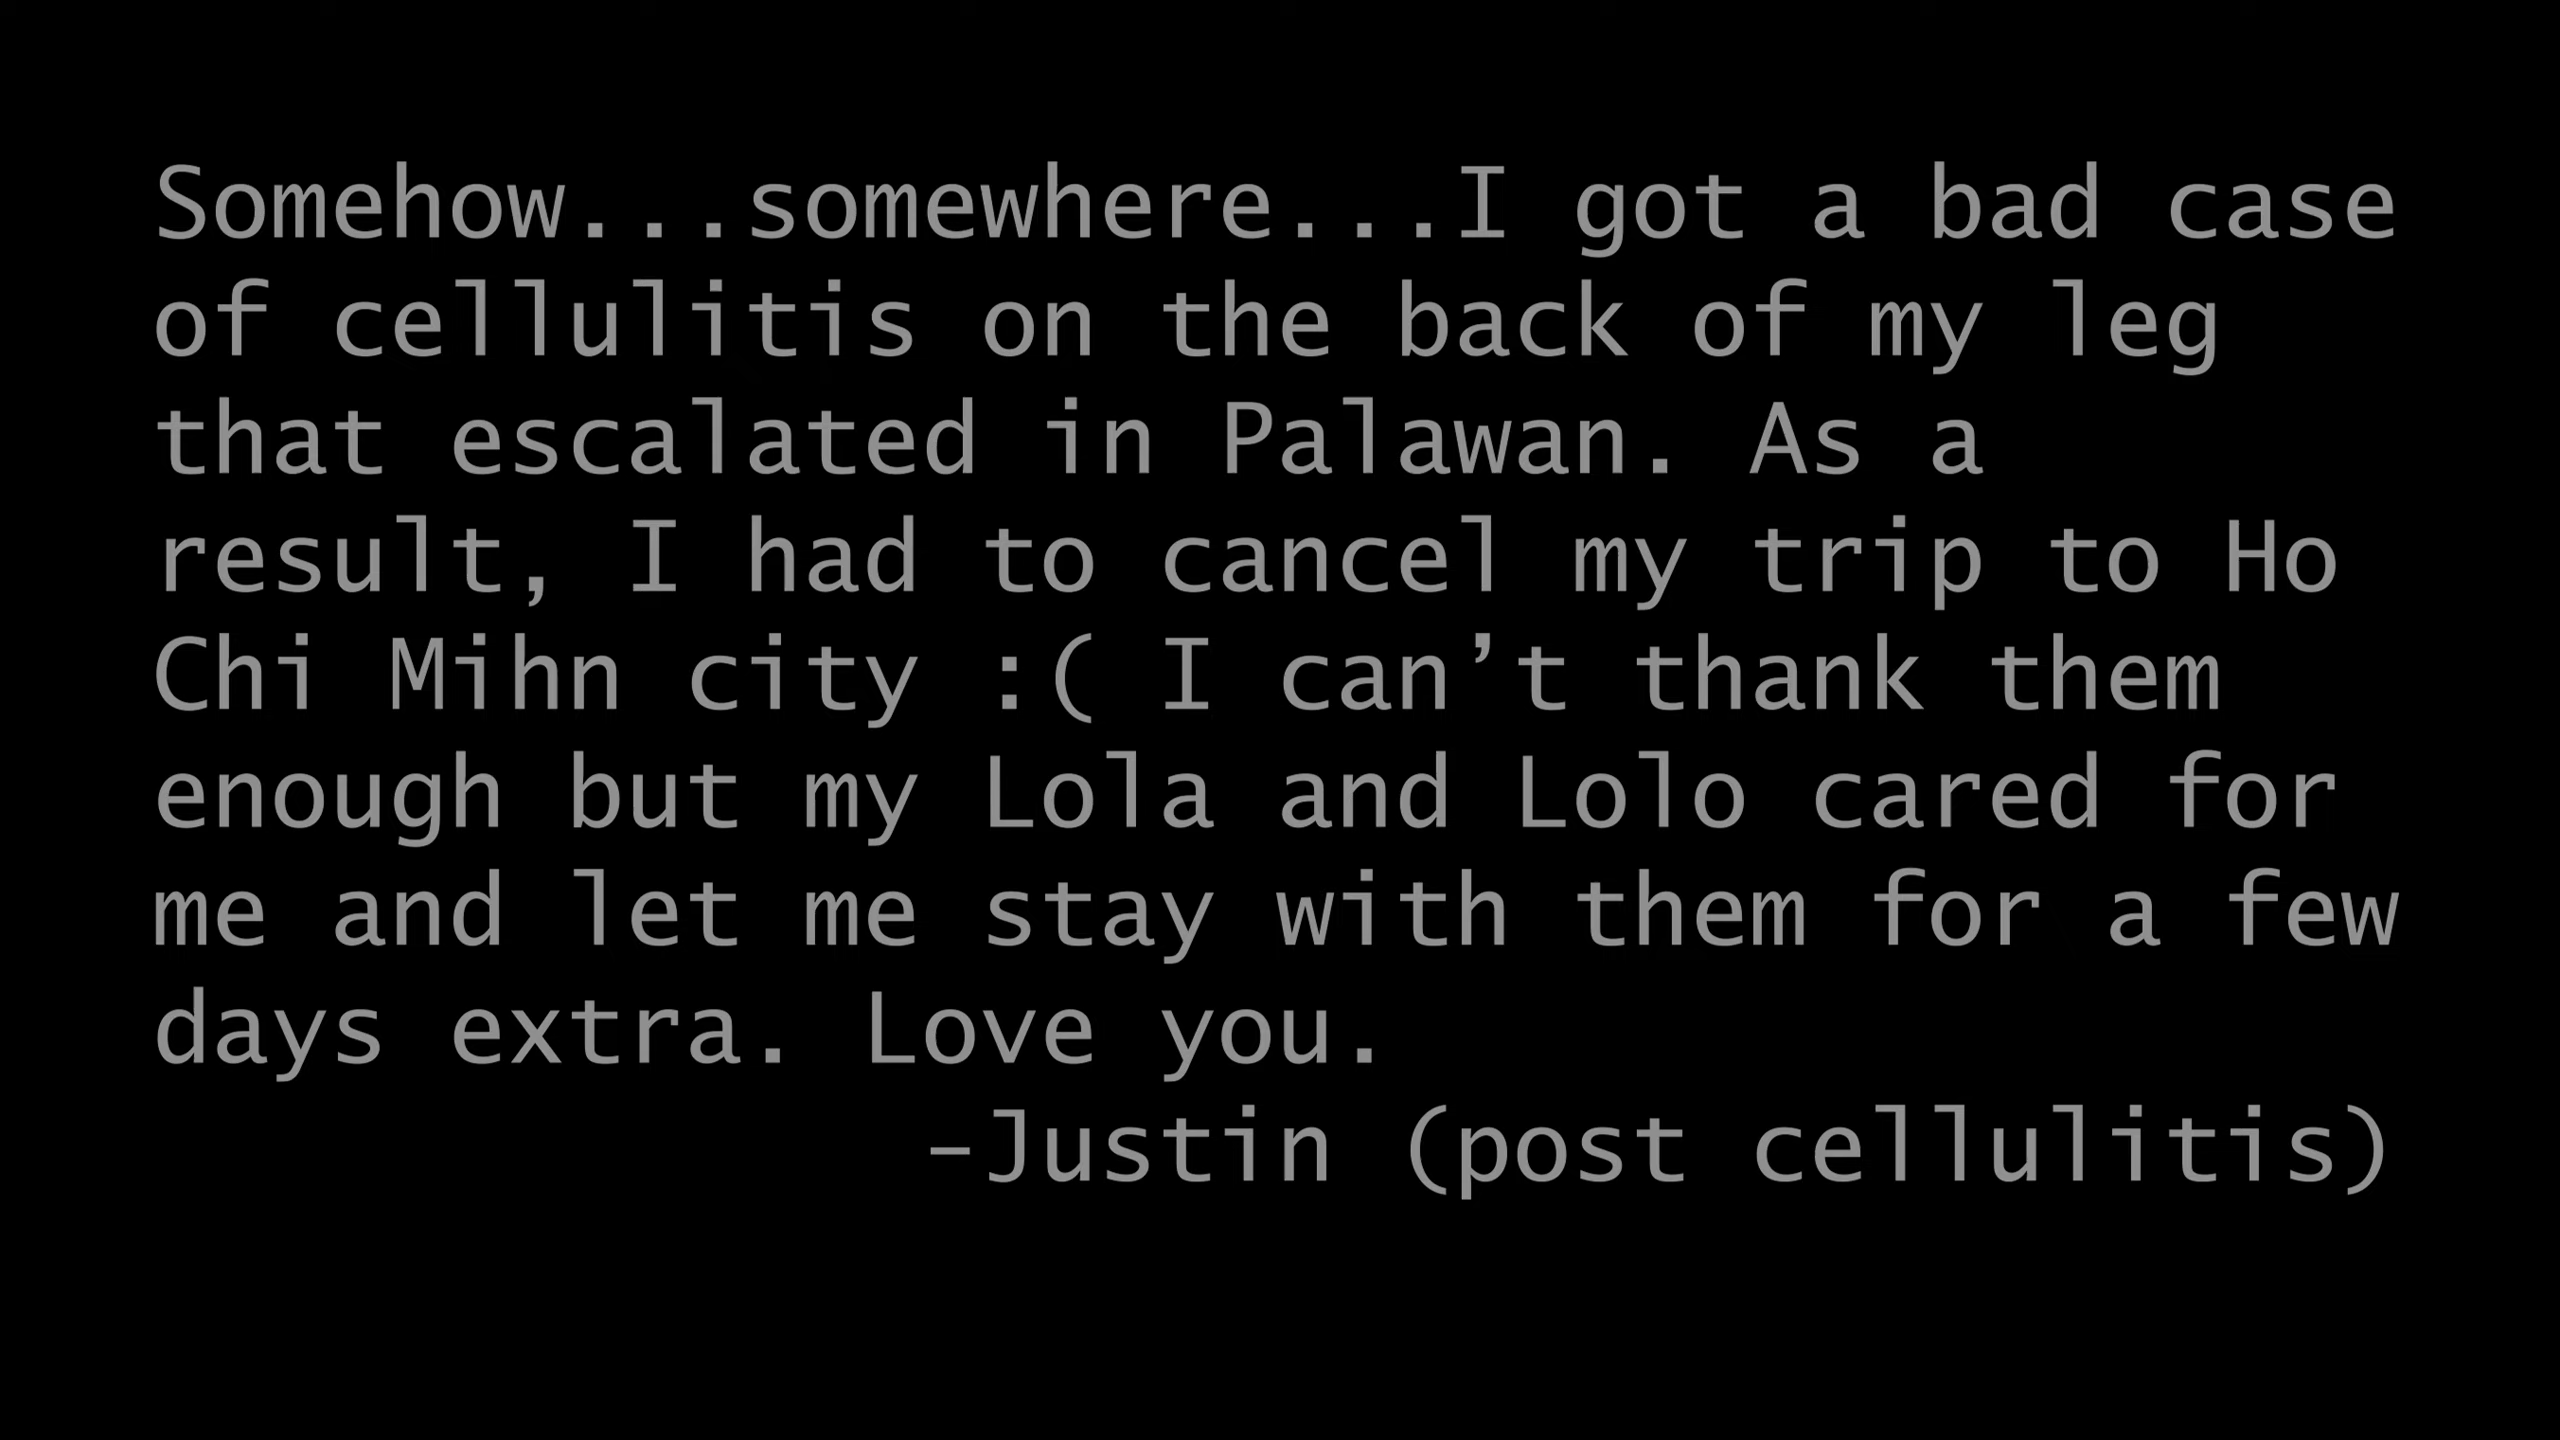 Somehow...somewhere...I got a bad case
of cellulitis on the back of my leg
that escalated in Palawan. As a
result, I had to cancel my trip to Ho
Chi Mihn city :( I can’t thank them
enough but my Lola and Lolo cared for
me and let me stay with them for a few
days extra. Love you.
–Justin (post cellulitis)